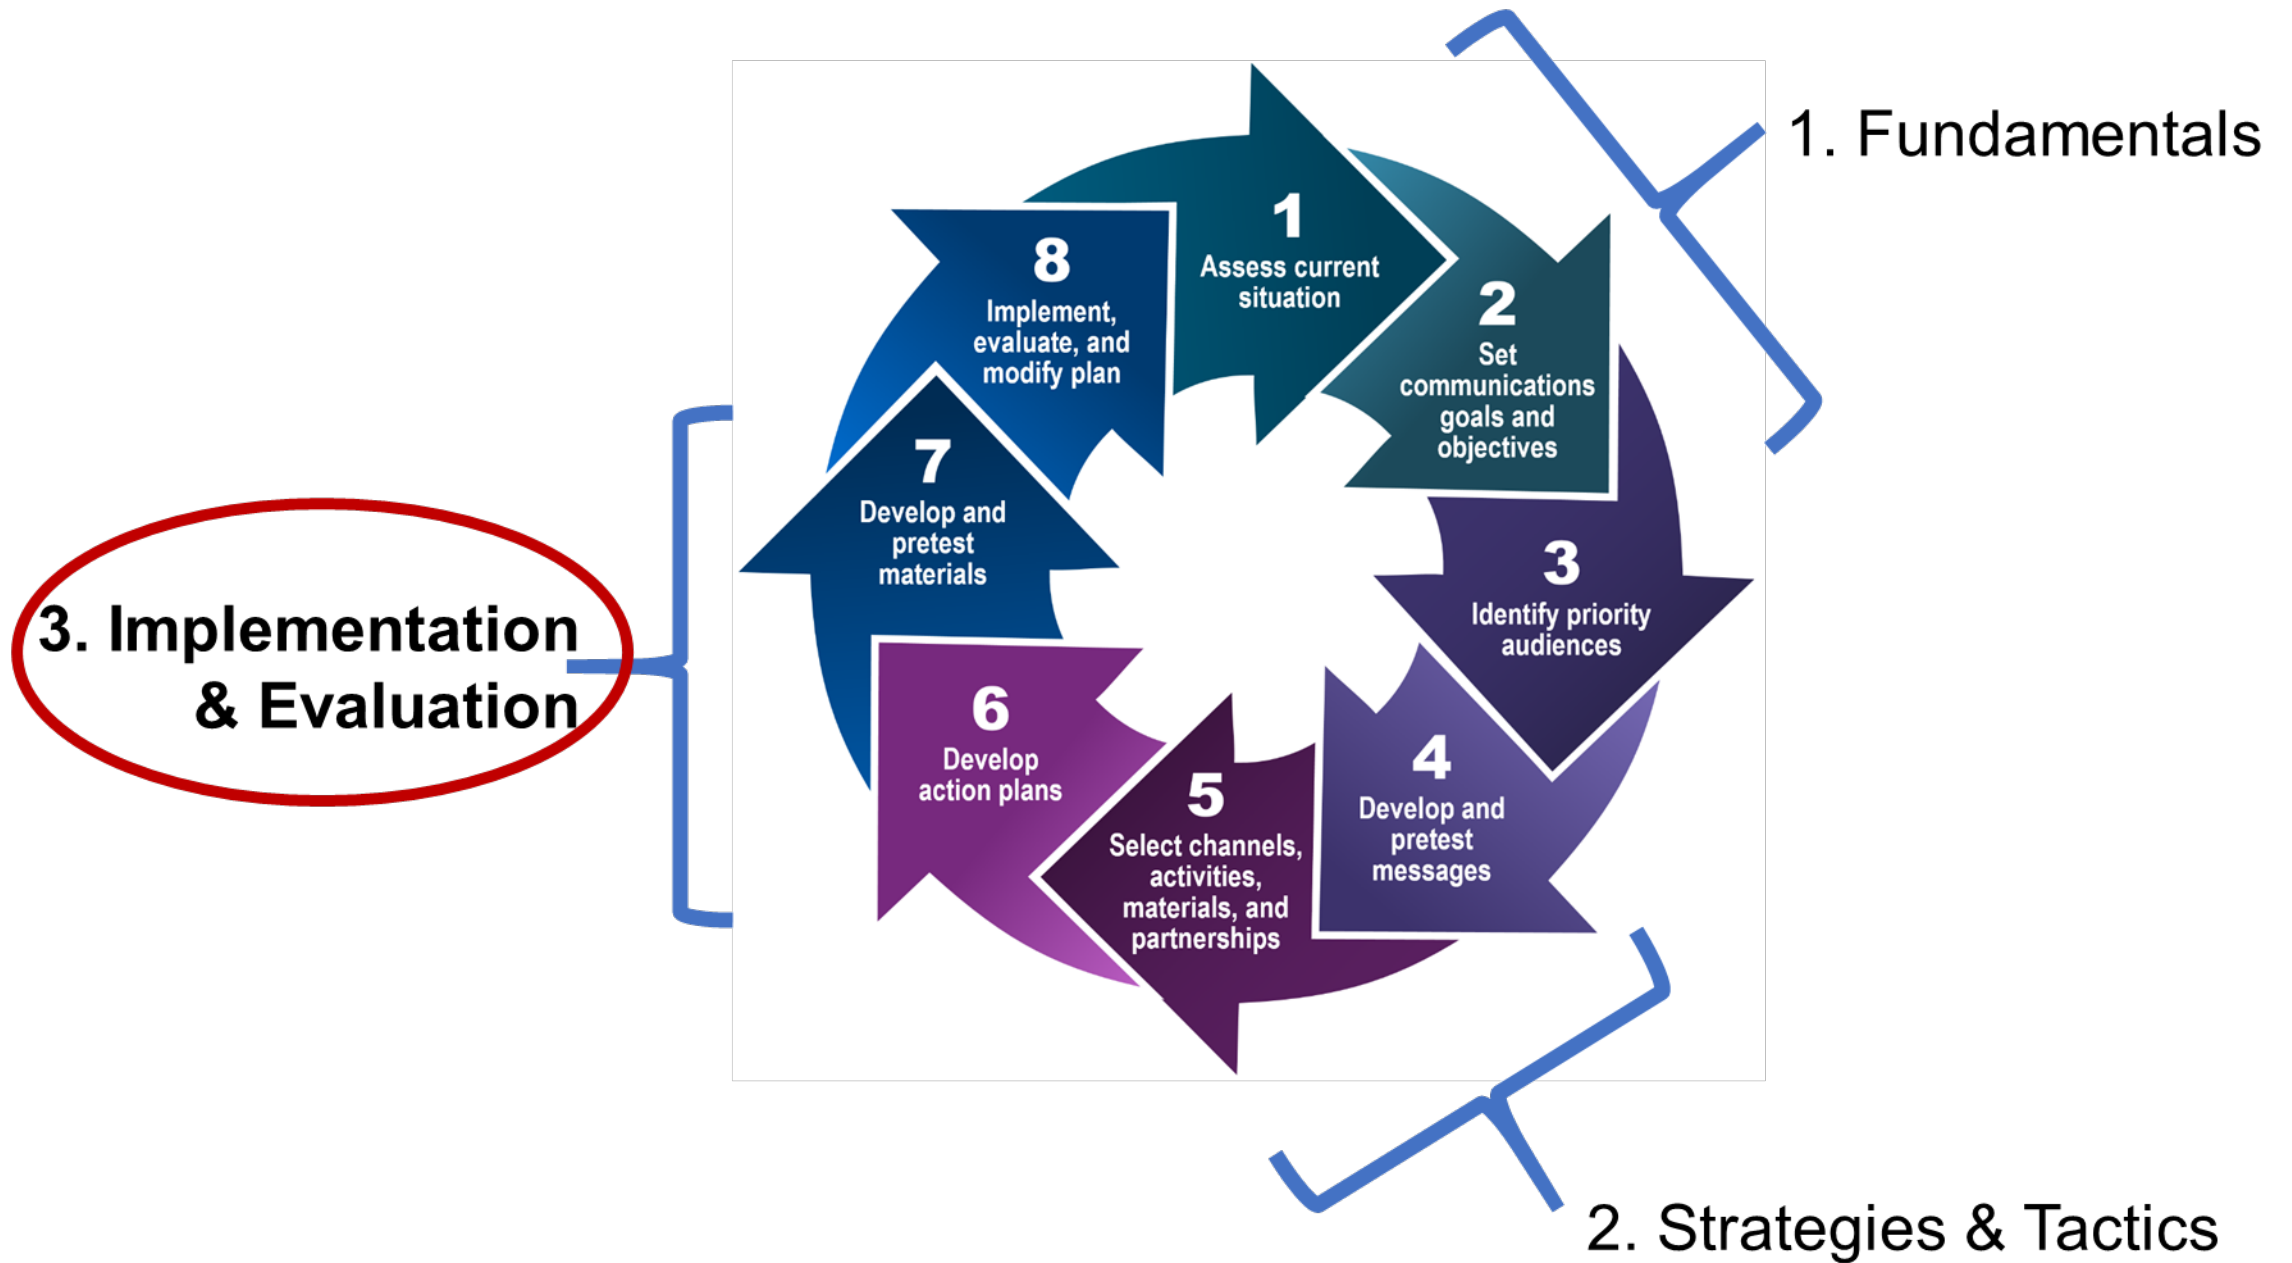 1. Fundamentals
1
Assess current
situation
2
Set
communications
goals and
objectives
3
Identify priority
audiences
4
Develop and
pretest
messages
5
Select channels,
activities,
materials, and
partnerships
6
Develop
action plans
7
Develop and
pretest
materials
8
Implement,
evaluate, and
modify plan
3. Implementation
& Evaluation
2. Strategies & Tactics